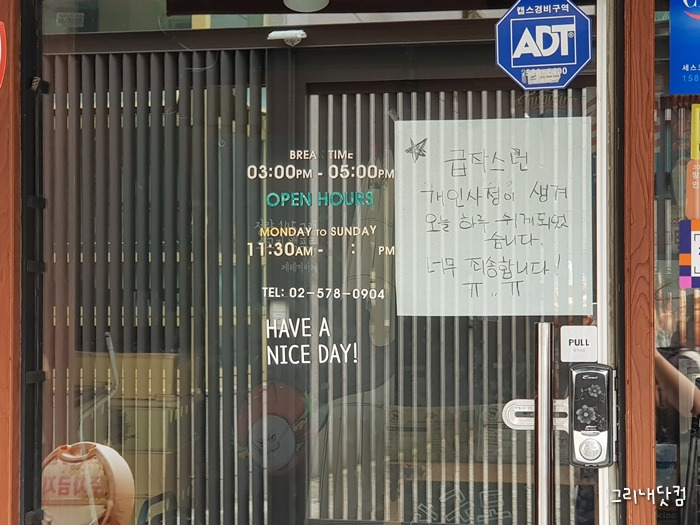 캡스경비구역
ADT
BREAK TIME
03:00PM - 05:00PM
OPEN HOURS
MONDAY TO SUNDAY
11:30AM - : PM
TEL: 02-578-0904
HAVE A
NICE DAY!
급작스런
개인사정이 생겨
오늘 하루 쉬게되었
습니다.
너무 죄송합니다!
ㅠ..ㅠ
PULL
그리내닷컴